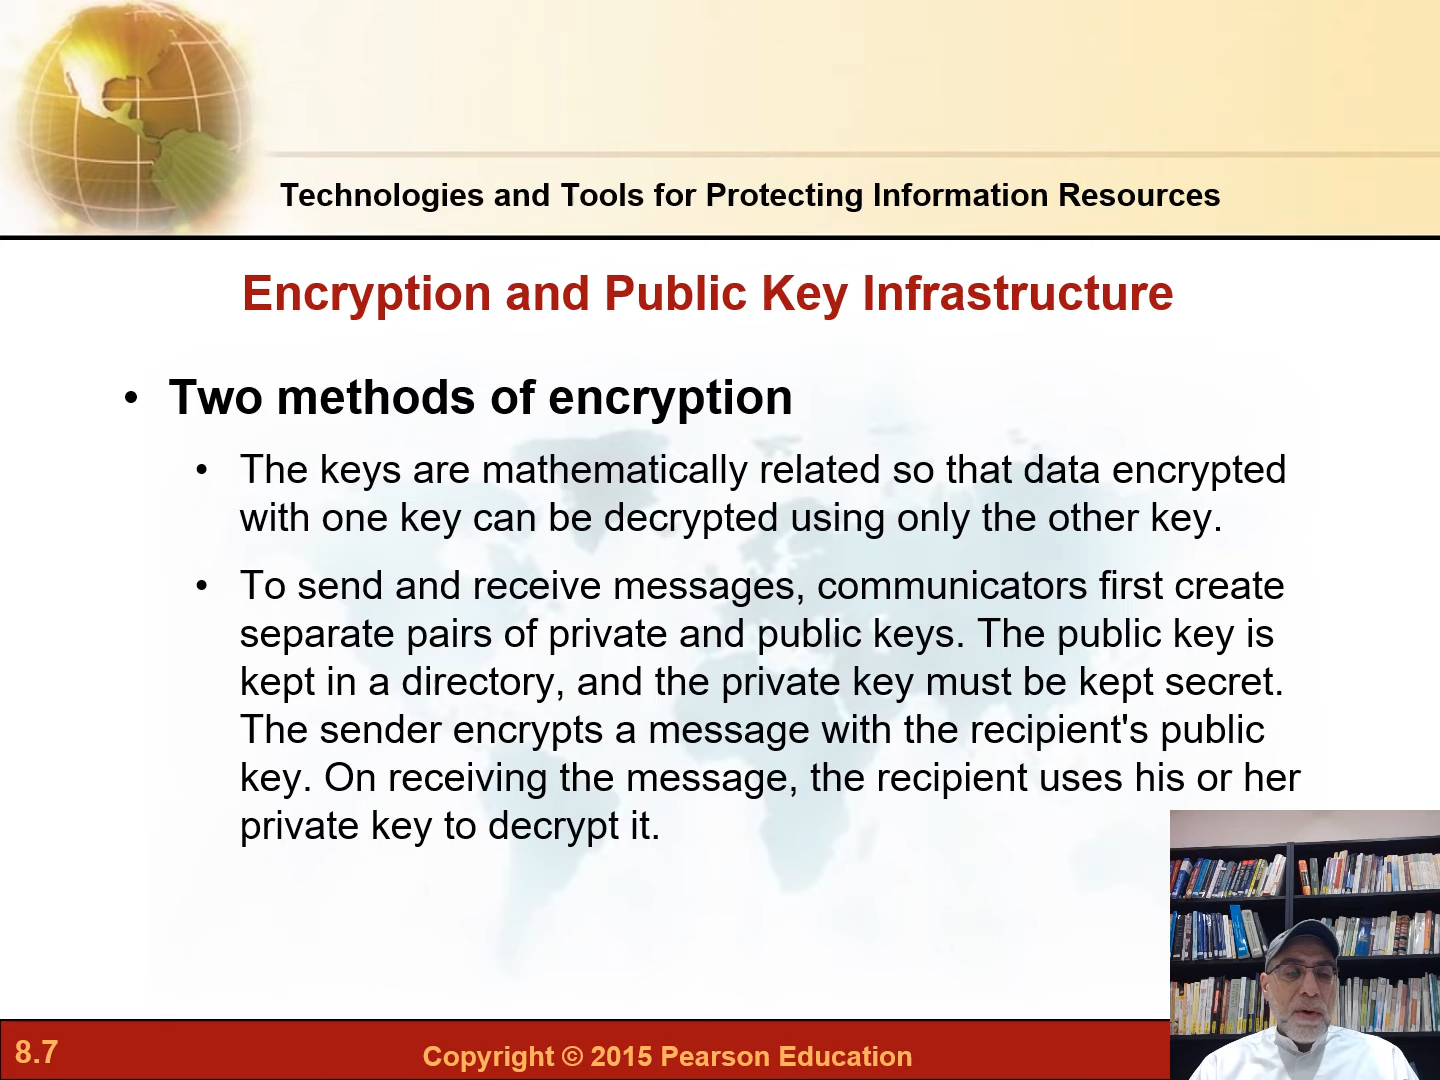 Technologies and Tools for Protecting Information Resources
Encryption and Public Key Infrastructure
• Two methods of encryption
• The keys are mathematically related so that data encrypted
with one key can be decrypted using only the other key.
• To send and receive messages, communicators first create
separate pairs of private and public keys. The public key is
kept in a directory, and the private key must be kept secret.
The sender encrypts a message with the recipient's public
key. On receiving the message, the recipient uses his or her
private key to decrypt it.
8.7
Copyright © 2015 Pearson Education